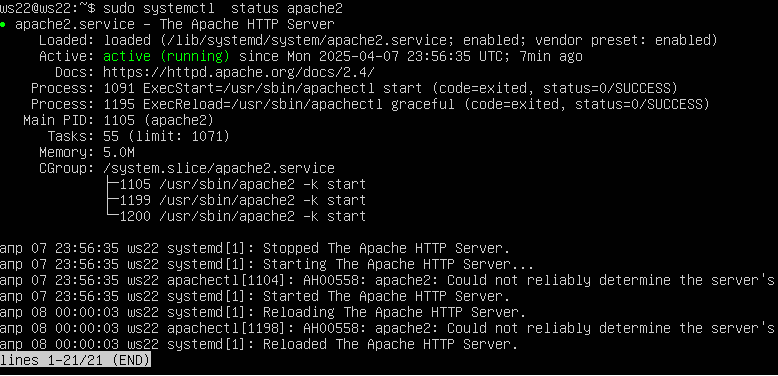 ws22@ws22:~$ sudo systemctl  status apache2
● apache2.service - The Apache HTTP Server
     Loaded: loaded (/lib/systemd/system/apache2.service; enabled; vendor preset: enabled)
     Active: active (running) since Mon 2025-04-07 23:56:35 UTC; 7min ago
       Docs: https://httpd.apache.org/docs/2.4/
    Process: 1091 ExecStart=/usr/sbin/apachectl start (code=exited, status=0/SUCCESS)
    Process: 1195 ExecReload=/usr/sbin/apachectl graceful (code=exited, status=0/SUCCESS)
   Main PID: 1105 (apache2)
      Tasks: 55 (limit: 1071)
     Memory: 5.0M
     CGroup: /system.slice/apache2.service
             ├─1105 /usr/sbin/apache2 -k start
             ├─1199 /usr/sbin/apache2 -k start
             └─1200 /usr/sbin/apache2 -k start

апр 07 23:56:35 ws22 systemd[1]: Stopped The Apache HTTP Server.
апр 07 23:56:35 ws22 systemd[1]: Starting The Apache HTTP Server...
апр 07 23:56:35 ws22 apachectl[1104]: AH00558: apache2: Could not reliably determine the server's
апр 07 23:56:35 ws22 systemd[1]: Started The Apache HTTP Server.
апр 08 00:00:03 ws22 systemd[1]: Reloading The Apache HTTP Server.
апр 08 00:00:03 ws22 apachectl[1198]: AH00558: apache2: Could not reliably determine the server's
апр 08 00:00:03 ws22 systemd[1]: Reloaded The Apache HTTP Server.
lines 1-21/21 (END)